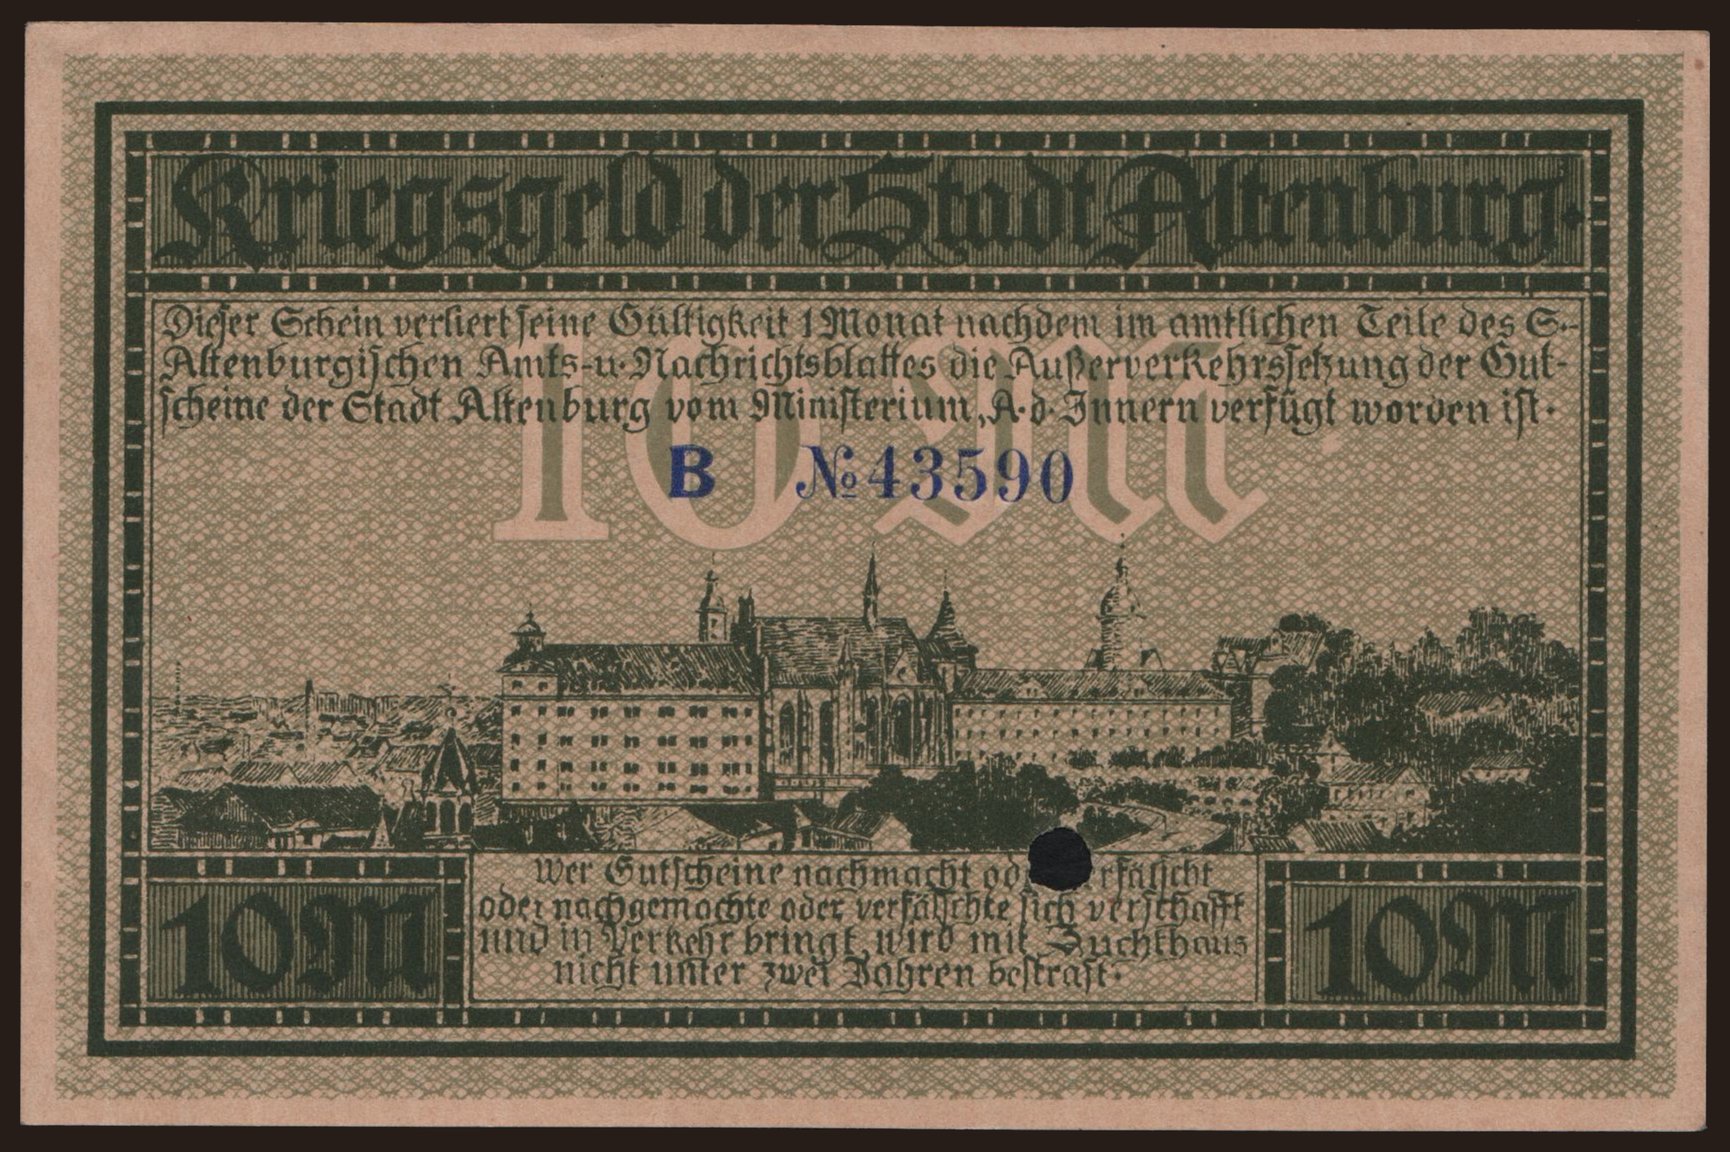 Kriegsgeld der Stadt Altenburg.
Dieser Schein verliert seine Gültigkeit 1 Monat nachdem im amtlichen Teile des S.-
Altenburgischen Amts-u. Nachrichtsblattes die Außerverkehrssetzung der Gut-
scheine der Stadt Altenburg vom Ministerium, A. d. Innern verfügt worden ist.
10 M
B №43590
Wer Gutscheine nachmacht od rfälscht
oder nachgemachte oder verfälschte sich verschafft
und in Verkehr bringt, wird mit Zuchthaus
nicht unter zwei Jahren bestraft.
10 M 10 M